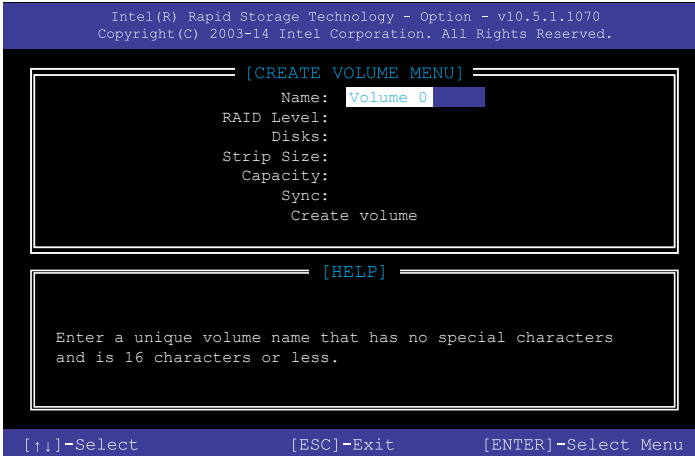 Intel(R) Rapid Storage Technology - Option - v10.5.1.1070
Copyright(C) 2003-14 Intel Corporation. All Rights Reserved.
[CREATE VOLUME MENU]
Name: Volume 0
RAID Level:
Disks:
Strip Size:
Capacity:
Sync:
Create volume
[HELP]
Enter a unique volume name that has no special characters
and is 16 characters or less.
[↑↓]-Select [ESC]-Exit [ENTER]-Select Menu